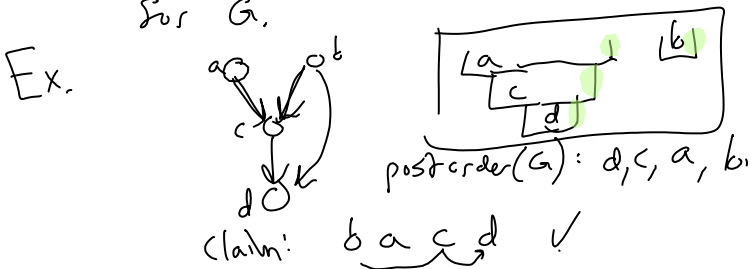 for G.
Ex.
a b
c
d
a b
c
d
postorder(G): d, c, a, b.
Claim: b a c d ✓